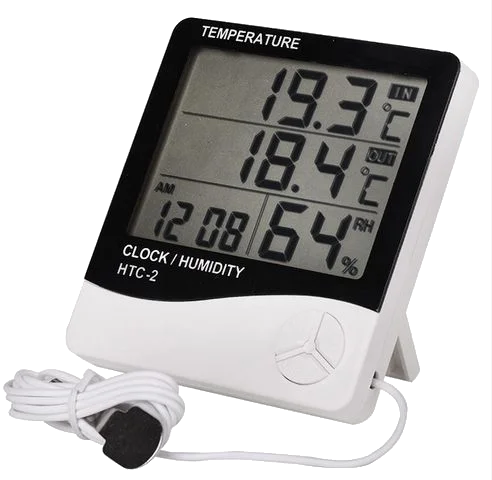 TEMPERATURE
19.3 °C IN
18.4 °C OUT
AM
12 08 64 % RH
CLOCK / HUMIDITY
HTC-2